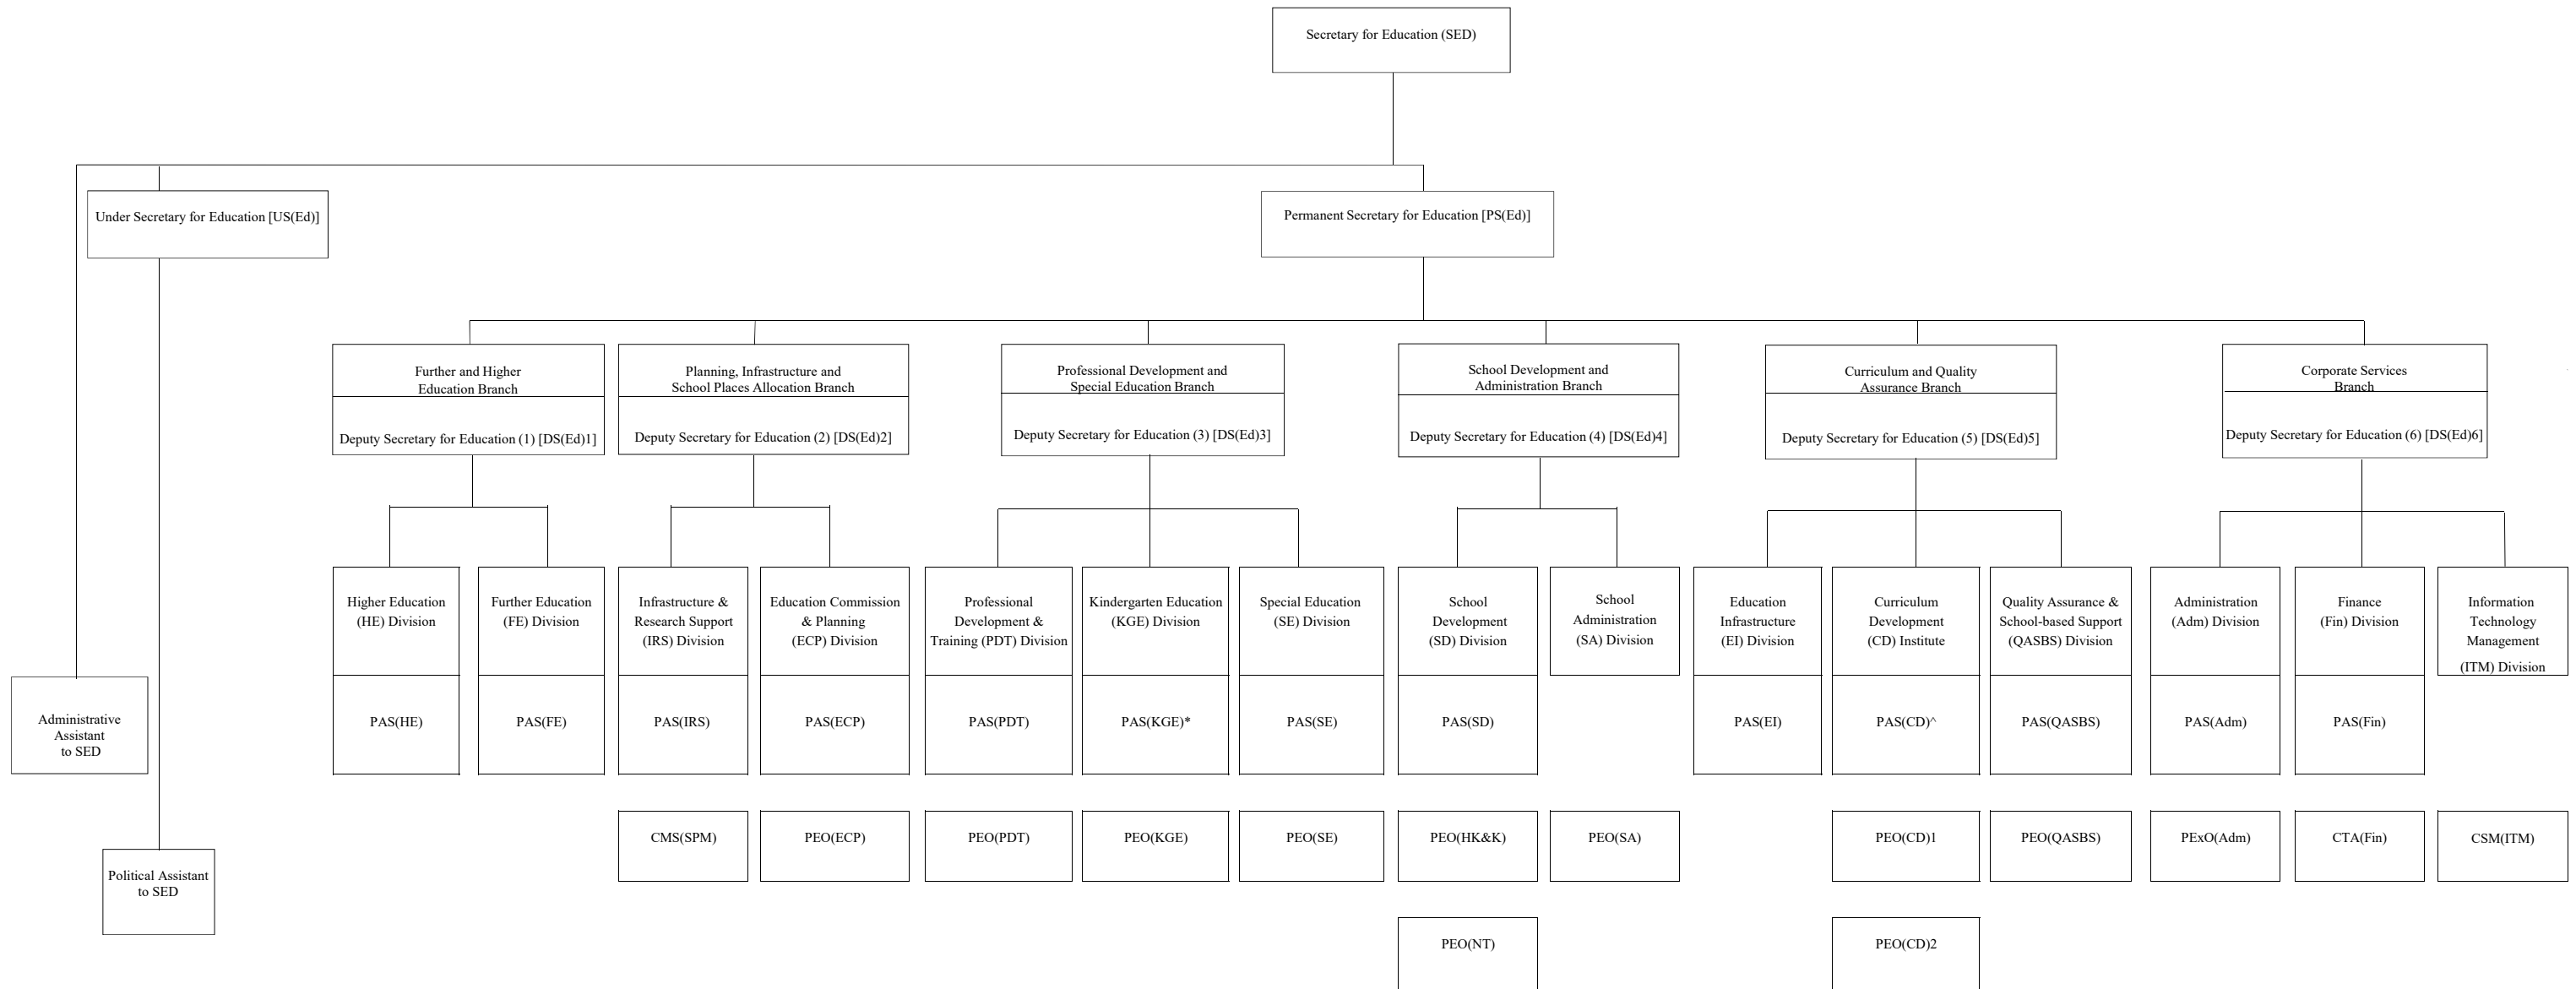 Secretary for Education (SED)
Under Secretary for Education [US(Ed)]
Permanent Secretary for Education [PS(Ed)]
Further and Higher
Education Branch
Deputy Secretary for Education (1) [DS(Ed)1]
Planning, Infrastructure and
School Places Allocation Branch
Deputy Secretary for Education (2) [DS(Ed)2]
Professional Development and
Special Education Branch
Deputy Secretary for Education (3) [DS(Ed)3]
School Development and
Administration Branch
Deputy Secretary for Education (4) [DS(Ed)4]
Curriculum and Quality
Assurance Branch
Deputy Secretary for Education (5) [DS(Ed)5]
Corporate Services
Branch
Deputy Secretary for Education (6) [DS(Ed)6]
Higher Education
(HE) Division
Further Education
(FE) Division
Infrastructure &
Research Support
(IRS) Division
Education Commission
& Planning
(ECP) Division
Professional
Development &
Training (PDT) Division
Kindergarten Education
(KGE) Division
Special Education
(SE) Division
School
Development
(SD) Division
School
Administration
(SA) Division
Education
Infrastructure
(EI) Division
Curriculum
Development
(CD) Institute
Quality Assurance &
School-based Support
(QASBS) Division
Administration
(Adm) Division
Finance
(Fin) Division
Information
Technology
Management
(ITM) Division
Administrative
Assistant
to SED
PAS(HE)
PAS(FE)
PAS(IRS)
PAS(ECP)
PAS(PDT)
PAS(KGE)*
PAS(SE)
PAS(SD)
PAS(EI)
PAS(CD)^
PAS(QASBS)
PAS(Adm)
PAS(Fin)
CMS(SPM)
PEO(ECP)
PEO(PDT)
PEO(KGE)
PEO(SE)
PEO(HK&K)
PEO(SA)
PEO(CD)1
PEO(QASBS)
PExO(Adm)
CTA(Fin)
CSM(ITM)
Political Assistant
to SED
PEO(NT)
PEO(CD)2